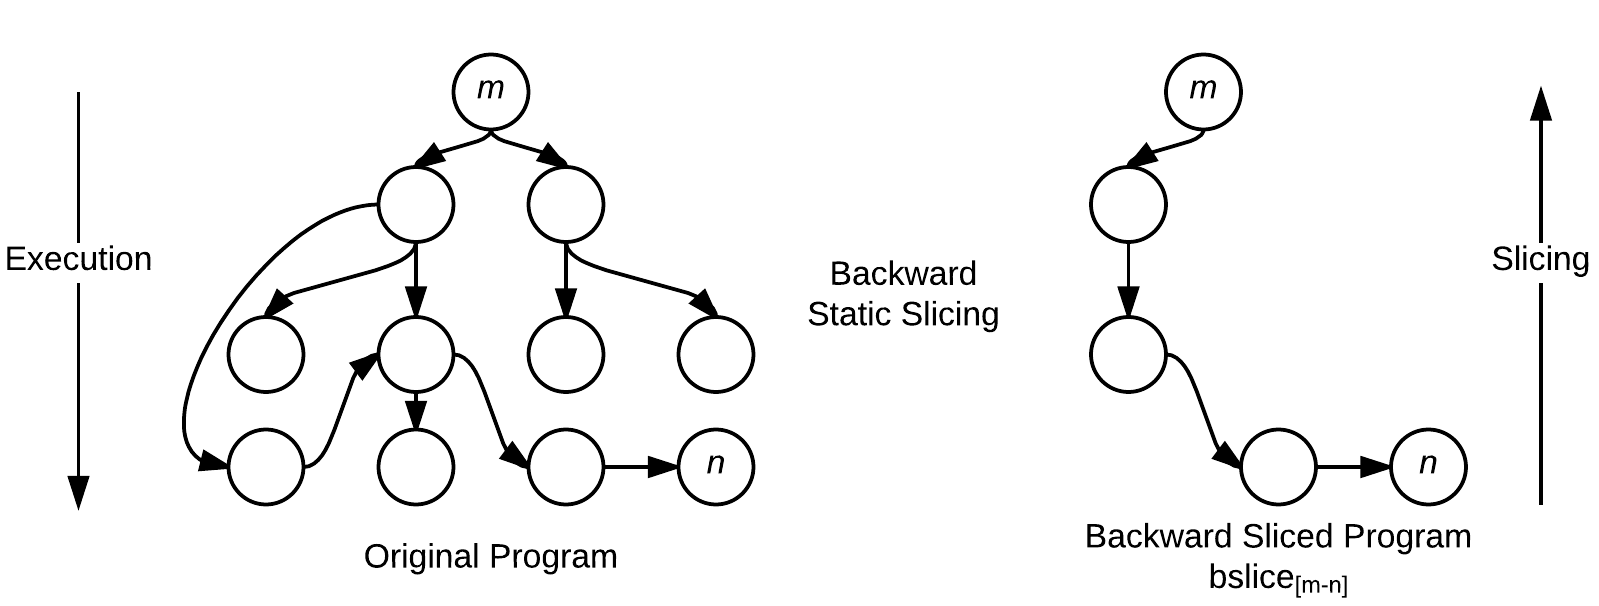 m
m
Execution
Backward
Static Slicing
Slicing
n
n
Original Program
Backward Sliced Program
bslice[m-n]